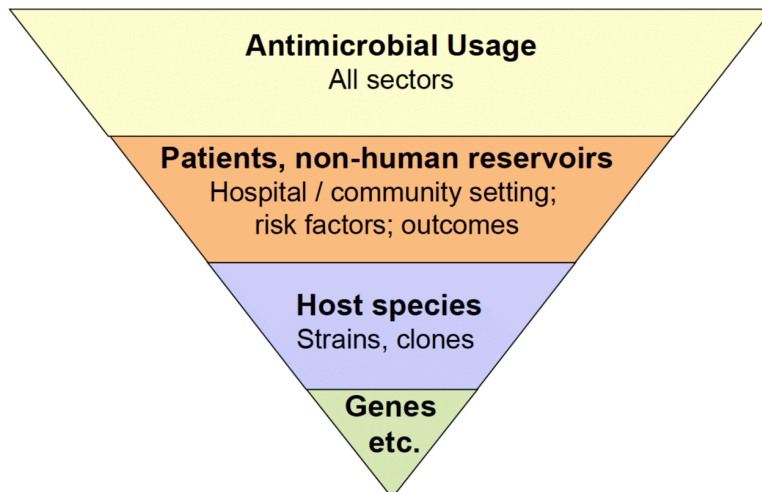 Antimicrobial Usage
All sectors
Patients, non-human reservoirs
Hospital / community setting;
risk factors; outcomes
Host species
Strains, clones
Genes
etc.